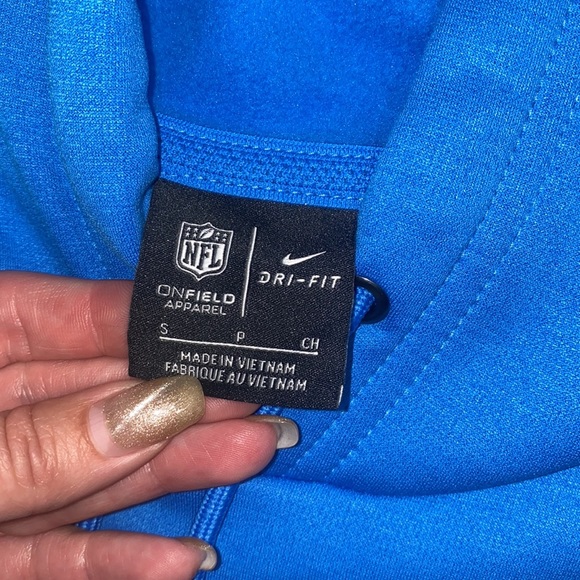 NFL
DRI-FIT
ONFIELD
APPAREL
S P CH
MADE IN VIETNAM
FABRIQUE AU VIETNAM